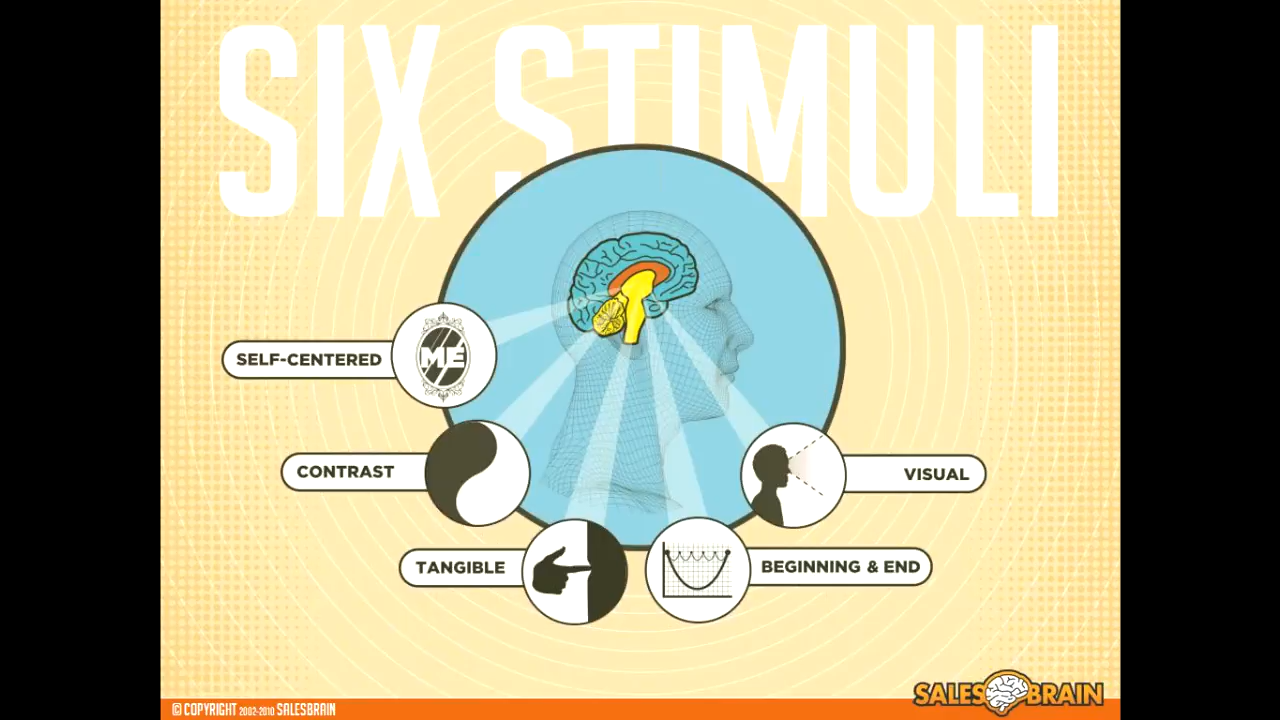 SIX STIMULI
SELF-CENTERED
ME
CONTRAST
VISUAL
TANGIBLE
BEGINNING & END
SALESBRAIN
© COPYRIGHT 2002-2010 SALESBRAIN